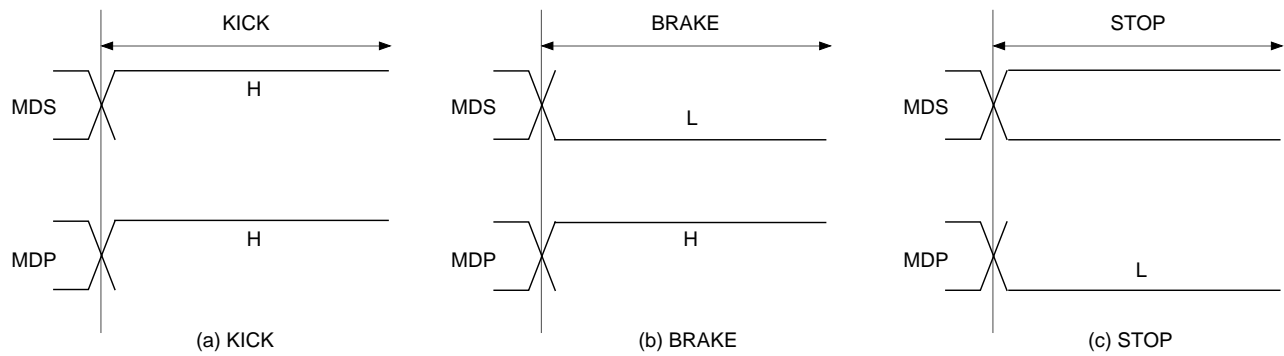 KICK
BRAKE
STOP
MDS
H
MDS
L
MDS
MDP
H
MDP
H
MDP
L
(a) KICK
(b) BRAKE
(c) STOP